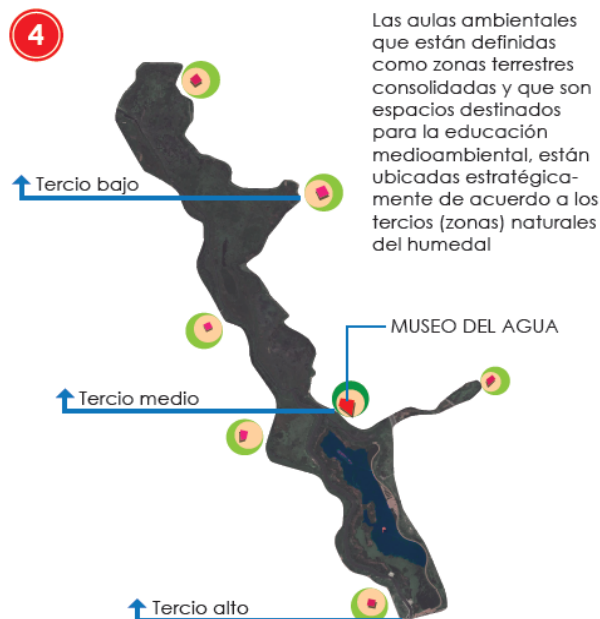 4
Las aulas ambientales
que están definidas
como zonas terrestres
consolidadas y que son
espacios destinados
para la educación
medioambiental, están
ubicadas estratégica-
mente de acuerdo a los
tercios (zonas) naturales
del humedal
Tercio bajo
MUSEO DEL AGUA
Tercio medio
Tercio alto